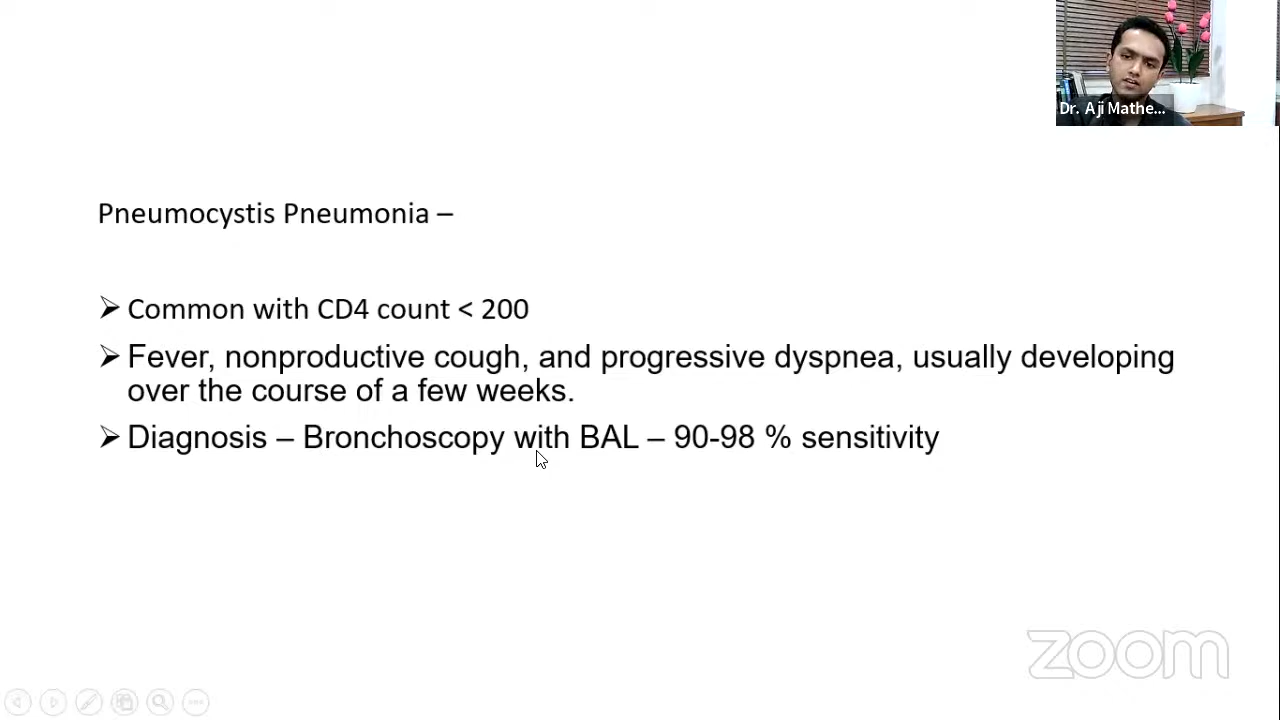 Dr. Aji Mathe...
Pneumocystis Pneumonia –
➢ Common with CD4 count < 200
➢ Fever, nonproductive cough, and progressive dyspnea, usually developing
over the course of a few weeks.
➢ Diagnosis – Bronchoscopy with BAL – 90-98 % sensitivity
zoom